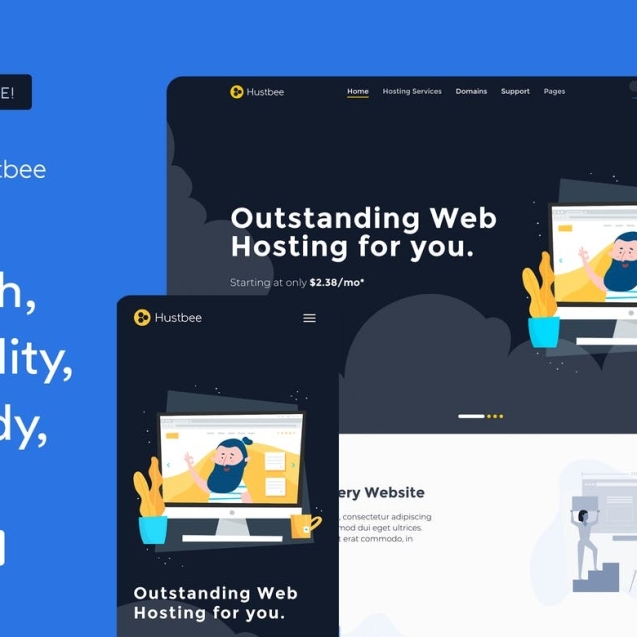 E!
bee
h,
lity,
dy,
Hustbee
Home Hosting Services Domains Support Pages
Outstanding Web
Hosting for you.
Starting at only $2.38/mo*
Hustbee
Outstanding Web
Hosting for you.
ery Website
, consectetur adipiscing
mod dui eget ultrices.
t erat commodo, in